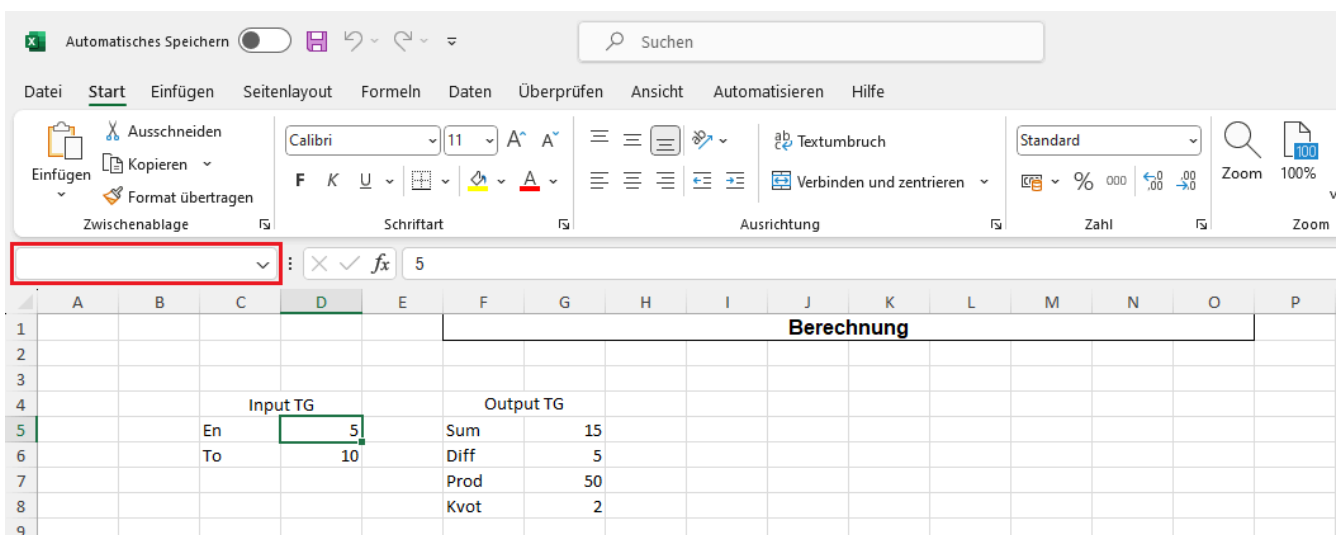 Automatisches Speichern Suchen
Datei Start Einfügen Seitenlayout Formeln Daten Überprüfen Ansicht Automatisieren Hilfe
Einfügen Ausschneiden Kopieren Format übertragen
Zwischenablage
Calibri 11 A A
F K U A
Schriftart
ab Textumbruch
Verbinden und zentrieren
Ausrichtung
Standard
% 000 ,00 ,00
Zahl
Zoom 100%
Zoom
fx 5
A B C D E F G H I J K L M N O P
1 Berechnung
2
3
4 Input TG Output TG
5 En 5 Sum 15
6 To 10 Diff 5
7 Prod 50
8 Kvot 2
9